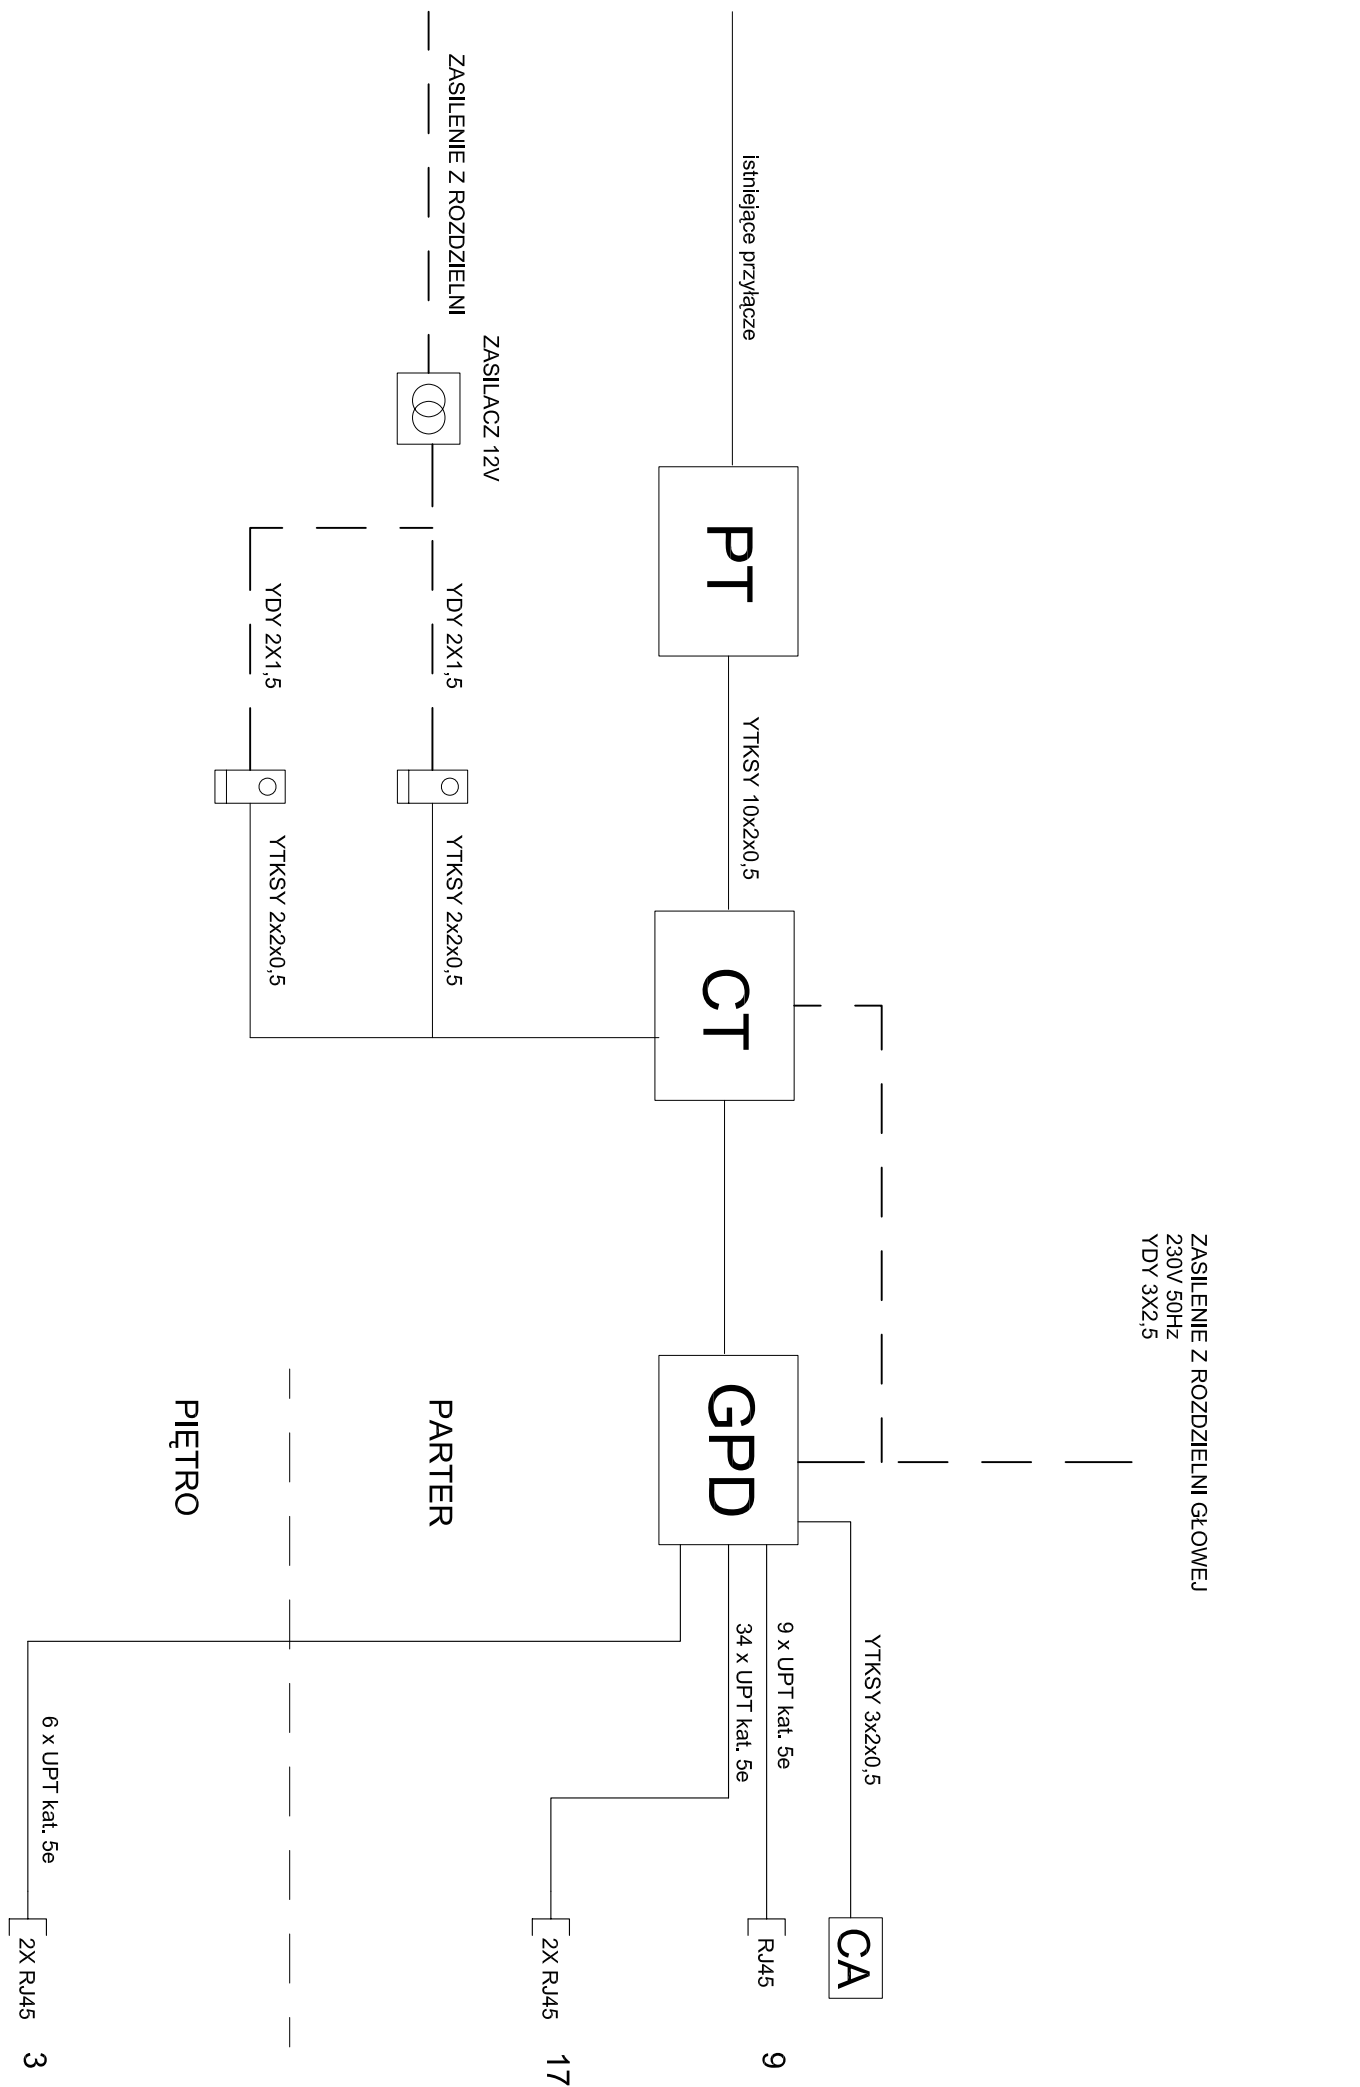 ZASILENIE Z ROZDZIELNI GŁOWEJ
230V 50Hz
YDY 3X2,5
istniejące przyłącze
PT
YTKSY 10x2x0,5
CT
GPD
YTKSY 3x2x0,5
CA
9 x UPT kat. 5e
RJ45
9
34 x UPT kat. 5e
2X RJ45
17
ZASILENIE Z ROZDZIELNI
ZASILACZ 12V
YDY 2X1,5
YTKSY 2x2x0,5
YDY 2X1,5
YTKSY 2x2x0,5
PARTER
PIĘTRO
6 x UPT kat. 5e
2X RJ45
3